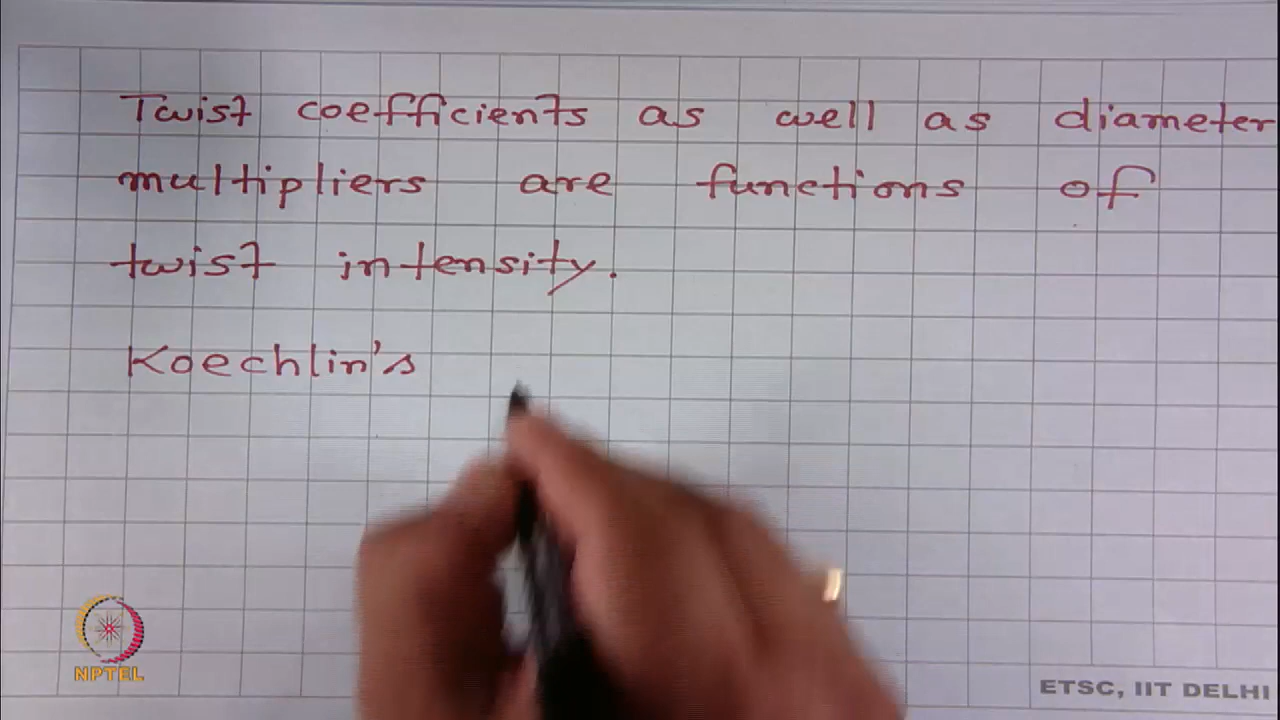 Twist coefficients as well as diameter
multipliers are functions of
twist intensity.
Koechlin's
NPTEL
ETSC, IIT DELHI